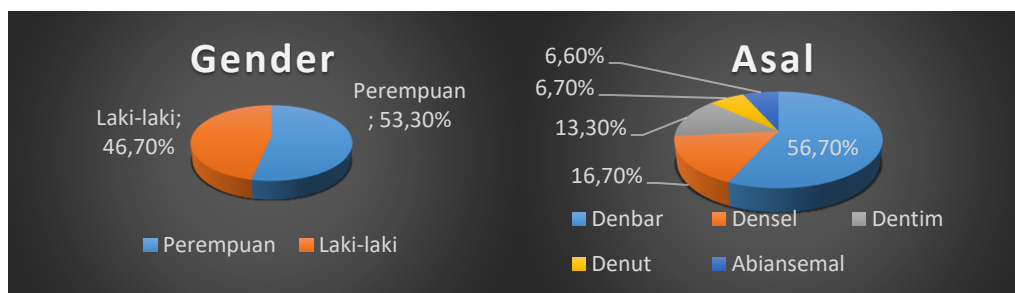 Gender
Perempuan
; 53,30%
Laki-laki;
46,70%
Perempuan
Laki-laki
Asal
6,60%
6,70%
13,30%
16,70%
56,70%
Denbar
Densel
Dentim
Denut
Abiansemal